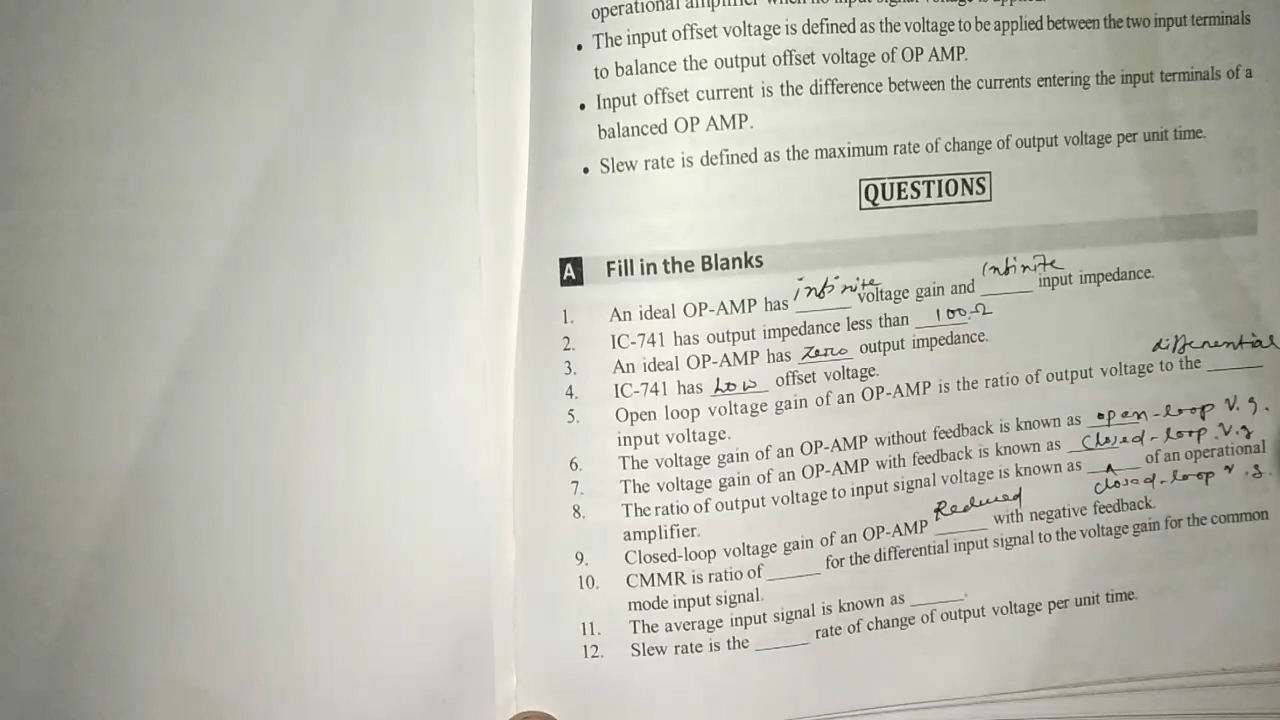 operational amplifier when no input signal voltage is applied.
• The input offset voltage is defined as the voltage to be applied between the two input terminals
to balance the output offset voltage of OP AMP.
• Input offset current is the difference between the currents entering the input terminals of a
balanced OP AMP.
• Slew rate is defined as the maximum rate of change of output voltage per unit time.
QUESTIONS
A Fill in the Blanks
1. An ideal OP-AMP has infinite voltage gain and infinite input impedance.
2. IC-741 has output impedance less than 100Ω
3. An ideal OP-AMP has Zero output impedance.
4. IC-741 has Low offset voltage.
5. Open loop voltage gain of an OP-AMP is the ratio of output voltage to the differential
input voltage.
6. The voltage gain of an OP-AMP without feedback is known as open-loop V.g.
7. The voltage gain of an OP-AMP with feedback is known as Closed-loop V.g
8. The ratio of output voltage to input signal voltage is known as ______ of an operational
closed-loop v.g.
amplifier.
9. Closed-loop voltage gain of an OP-AMP Reduced with negative feedback.
10. CMMR is ratio of ______ for the differential input signal to the voltage gain for the common
mode input signal.
11. The average input signal is known as ______.
12. Slew rate is the ______ rate of change of output voltage per unit time.